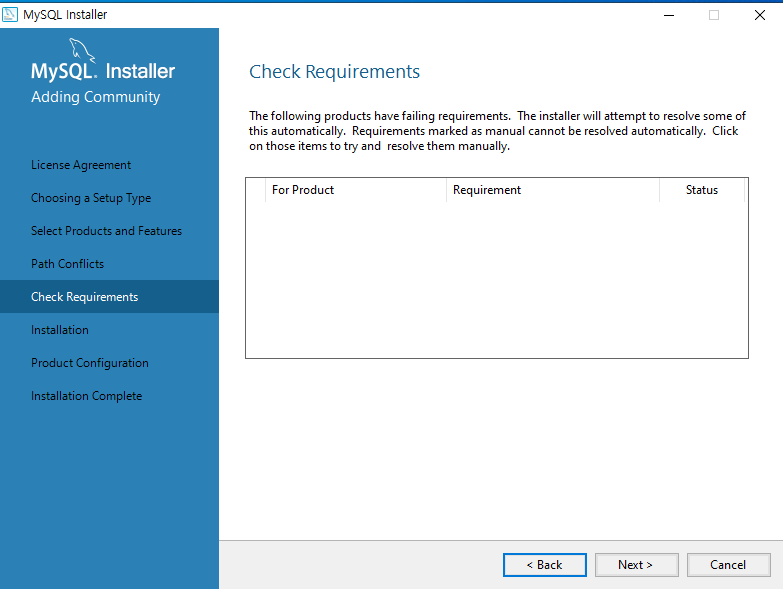 MySQL Installer
MySQL. Installer
Adding Community
License Agreement
Choosing a Setup Type
Select Products and Features
Path Conflicts
Check Requirements
Installation
Product Configuration
Installation Complete
Check Requirements
The following products have failing requirements.  The installer will attempt to resolve some of
this automatically.  Requirements marked as manual cannot be resolved automatically.  Click
on those items to try and  resolve them manually.
For Product Requirement Status
< Back Next > Cancel